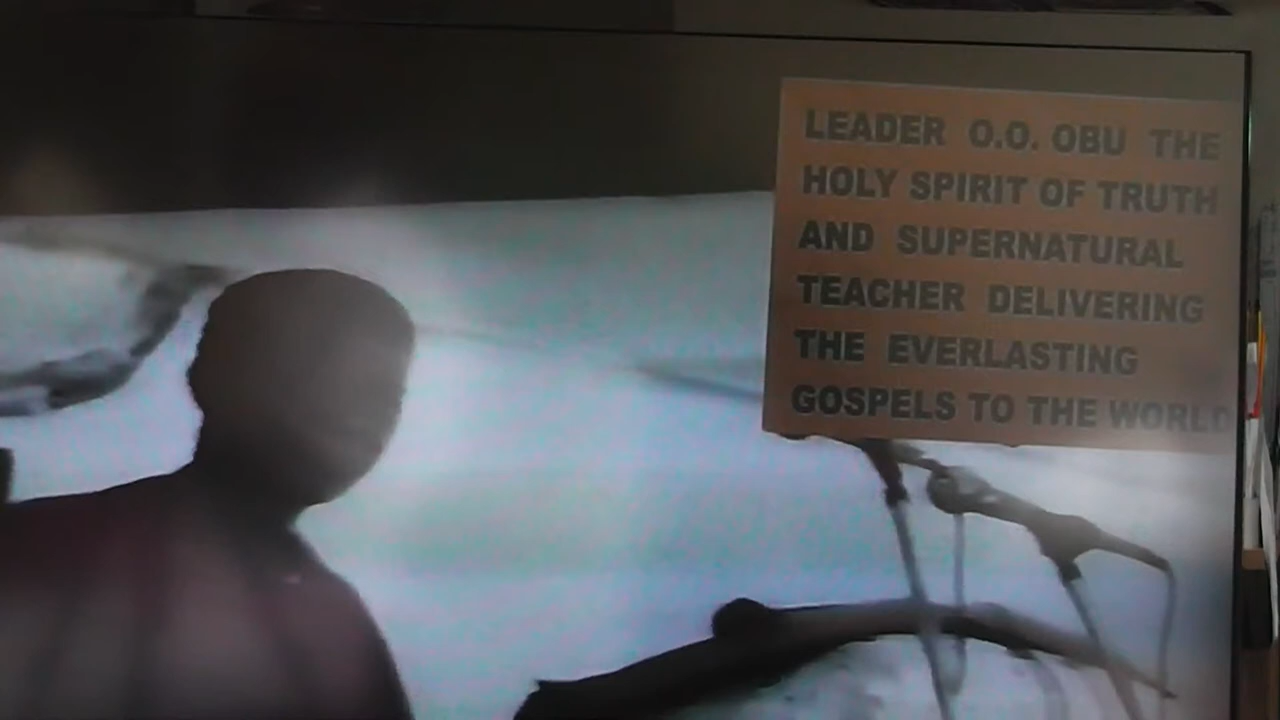 LEADER O.O. OBU THE
HOLY SPIRIT OF TRUTH
AND SUPERNATURAL
TEACHER DELIVERING
THE EVERLASTING
GOSPELS TO THE WORLD